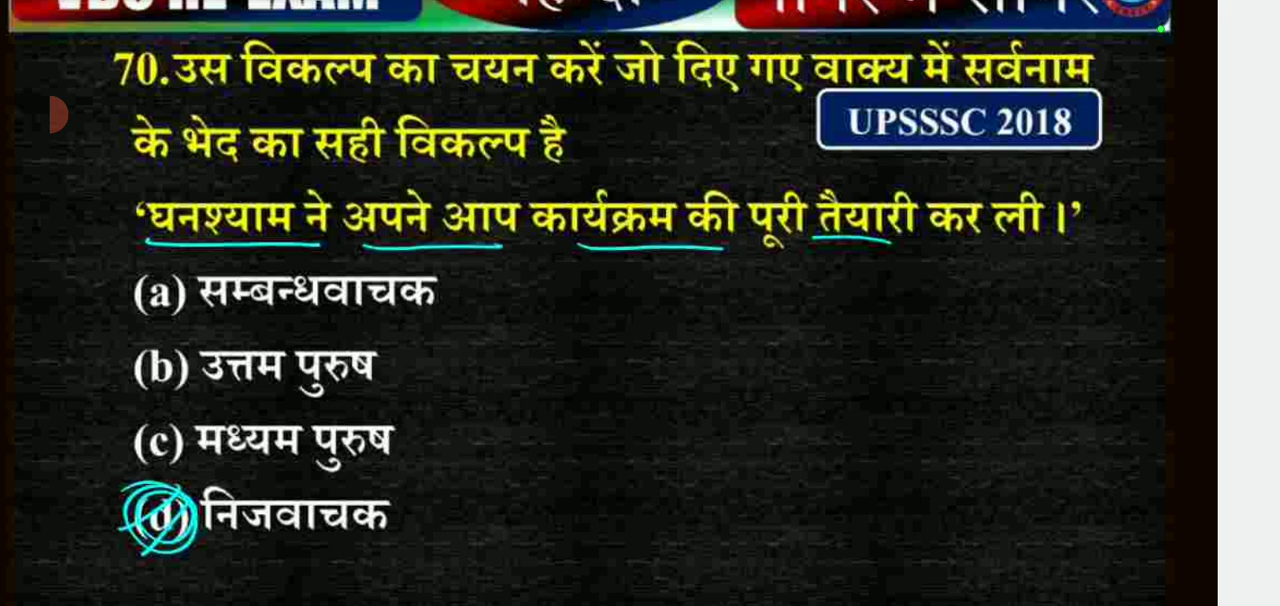 70.उस विकल्प का चयन करें जो दिए गए वाक्य में सर्वनाम
के भेद का सही विकल्प है
UPSSSC 2018
‘घनश्याम ने अपने आप कार्यक्रम की पूरी तैयारी कर ली।’
(a) सम्बन्धवाचक
(b) उत्तम पुरुष
(c) मध्यम पुरुष
(d) निजवाचक